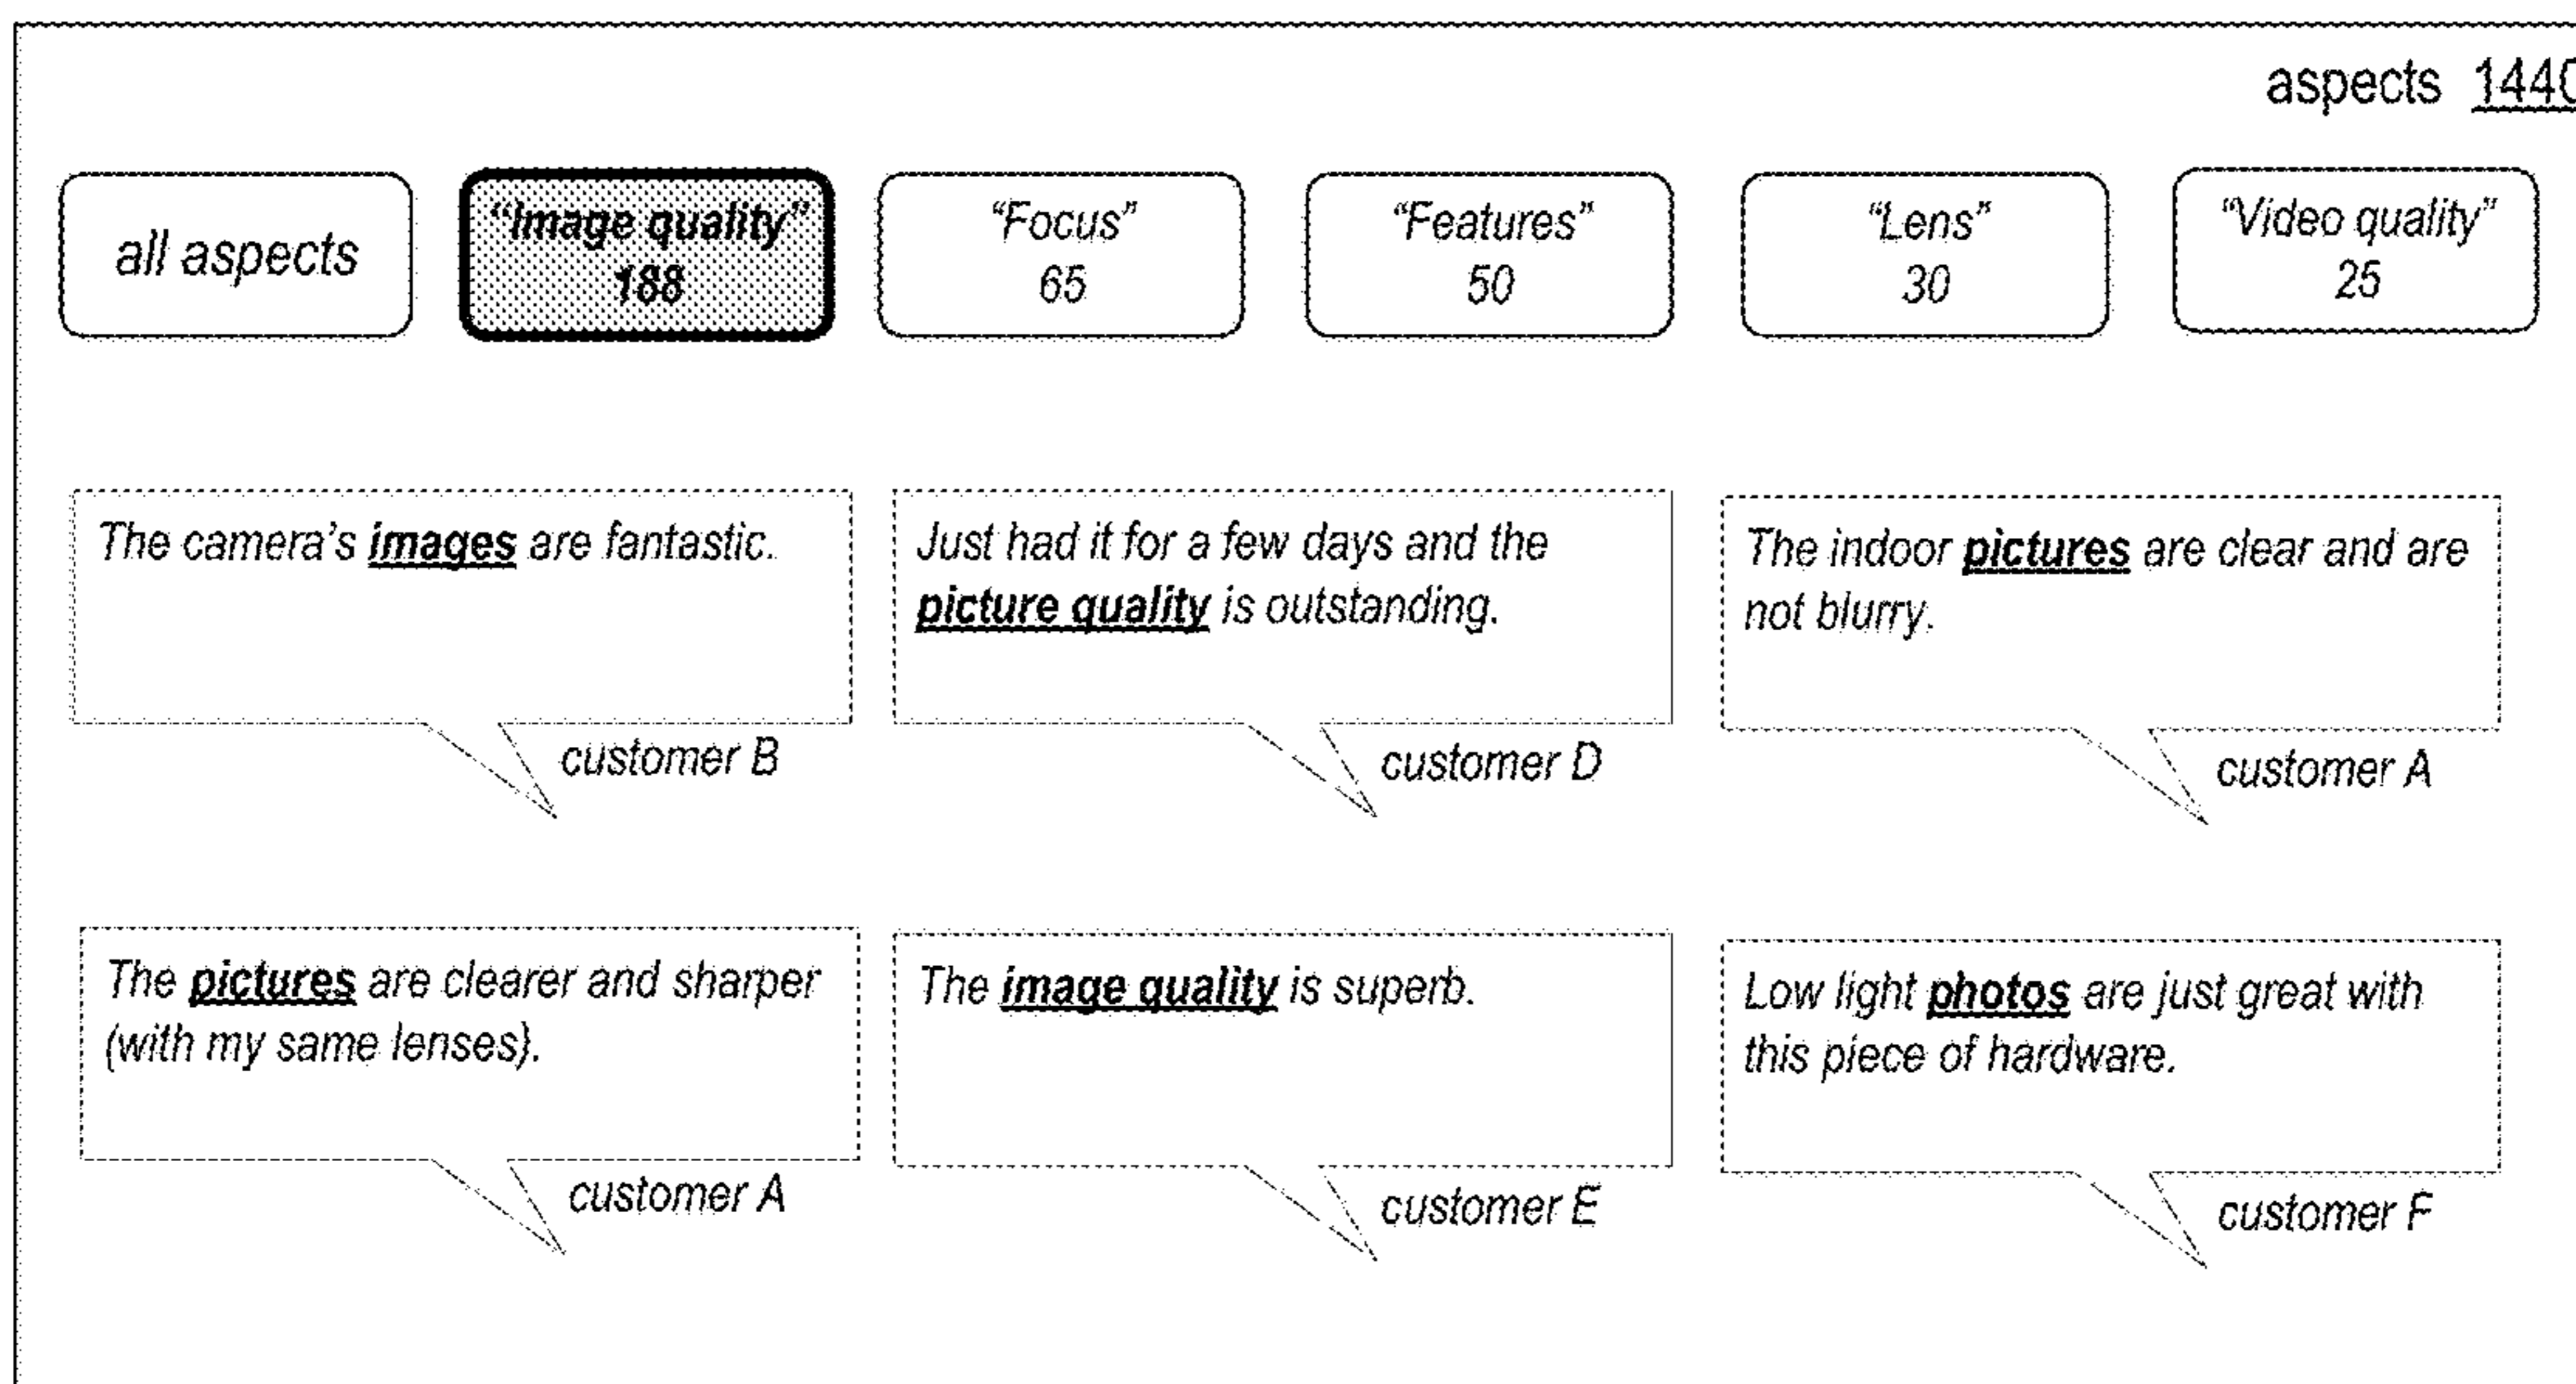 aspects 1440
all aspects
“Image quality”
188
“Focus”
65
“Features”
50
“Lens”
30
“Video quality”
25
The camera's images are fantastic.
customer B
Just had it for a few days and the
picture quality is outstanding.
customer D
The indoor pictures are clear and are
not blurry.
customer A
The pictures are clearer and sharper
(with my same lenses).
customer A
The image quality is superb.
customer E
Low light photos are just great with
this piece of hardware.
customer F